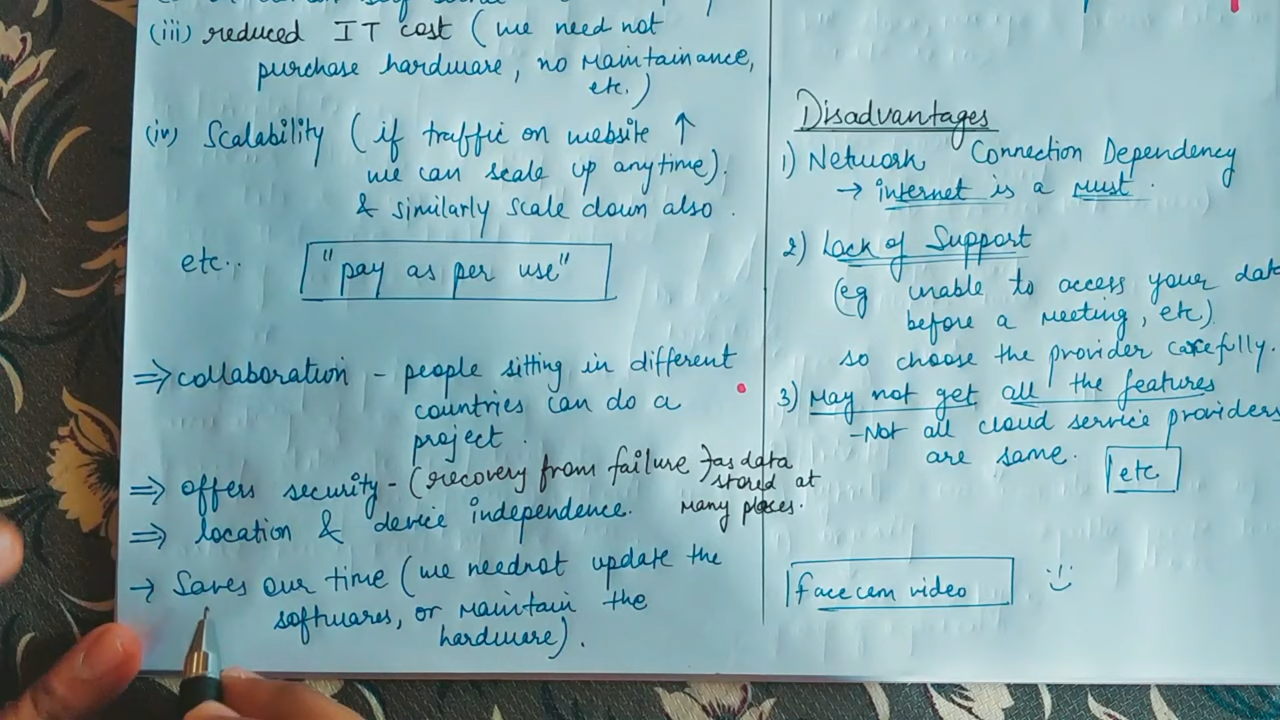 (iii) reduced IT cost (we need not
purchase hardware, no maintainance,
etc.)
(iv) Scalability (if traffic on website ↑
we can scale up anytime).
& similarly scale down also.
etc.. "pay as per use"
⇒ collaboration - people sitting in different
countries can do a
project.
⇒ offers security - (recovery from failure) as data
stored at
many places.
⇒ location & device independence.
→ Saves our time (we neednot update the
softwares, or maintain the
hardware).
Disadvantages
1) Network Connection Dependency
→ internet is a must.
2) Lack of Support
(eg unable to access your dat
before a meeting, etc)
so choose the provider carefully.
3) May not get all the features
-Not all cloud service providers
are same.
etc
facecam video :)